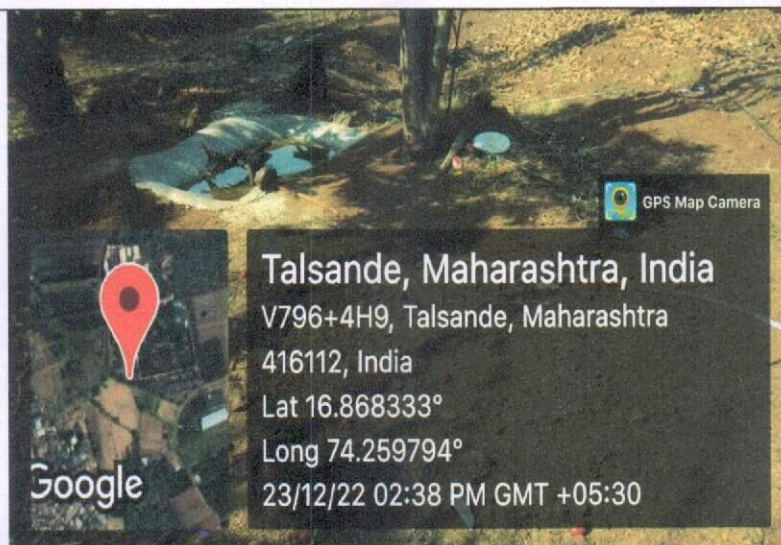 GPS Map Camera
Talsande, Maharashtra, India
V796+4H9, Talsande, Maharashtra
416112, India
Lat 16.868333°
Long 74.259794°
23/12/22 02:38 PM GMT +05:30
Google